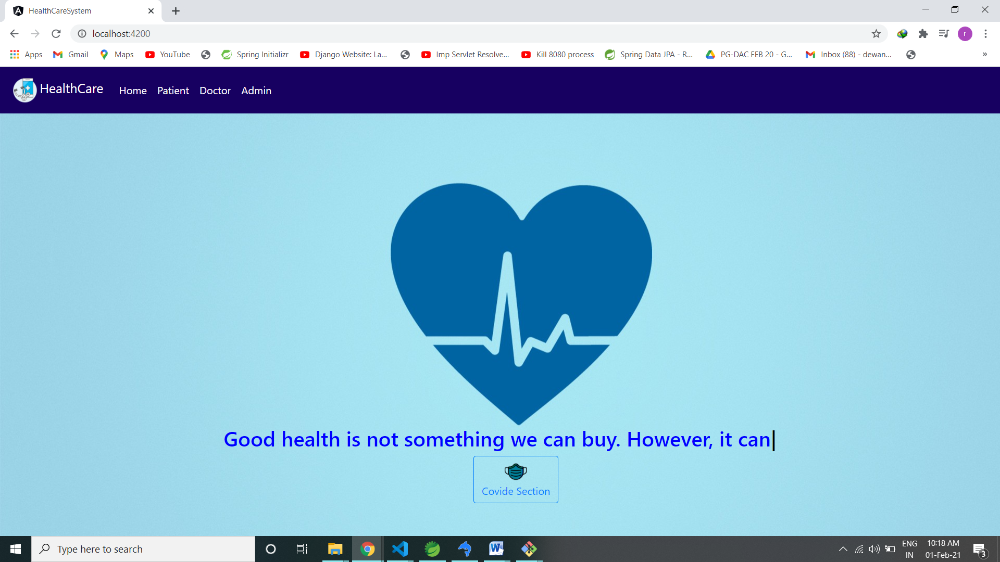 HealthCareSystem
localhost:4200
r
Apps Gmail Maps YouTube Spring Initializr Django Website: La... Imp Servlet Resolve... Kill 8080 process Spring Data JPA - R... PG-DAC FEB 20 - G... Inbox (88) - dewan... »
HealthCare Home Patient Doctor Admin
Good health is not something we can buy. However, it can|
Covide Section
Type here to search
ENG
IN
10:18 AM
01-Feb-21
3